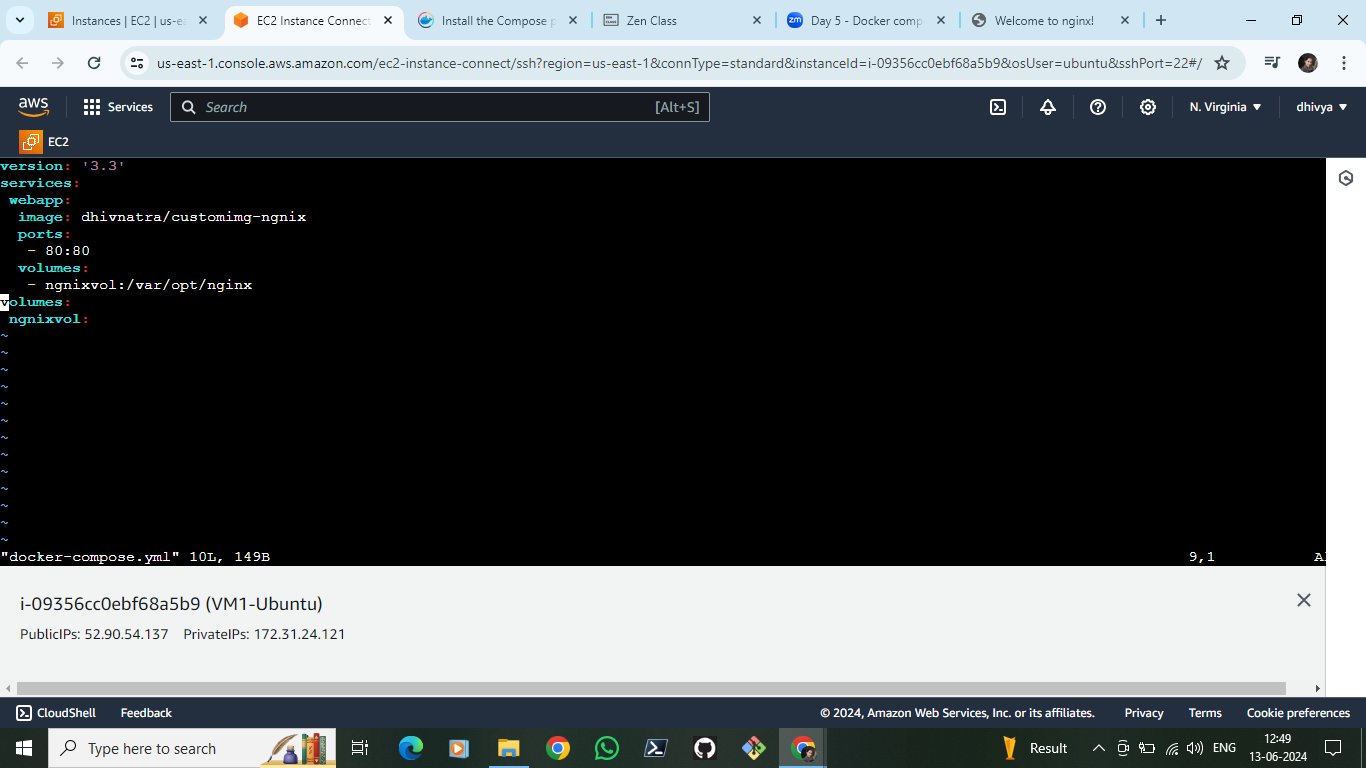 Instances | EC2 | us-ea
EC2 Instance Connect
Install the Compose p
Zen Class
Day 5 - Docker comp
Welcome to nginx!
us-east-1.console.aws.amazon.com/ec2-instance-connect/ssh?region=us-east-1&connType=standard&instanceId=i-09356cc0ebf68a5b9&osUser=ubuntu&sshPort=22#/
aws
Services
Search
[Alt+S]
N. Virginia
dhivya
EC2
version: '3.3'
services:
 webapp:
  image: dhivnatra/customimg-ngnix
  ports:
   - 80:80
  volumes:
   - ngnixvol:/var/opt/nginx
volumes:
 ngnixvol:
~
~
~
~
~
~
~
~
~
~
~
~
~
"docker-compose.yml" 10L, 149B 9,1 Al
i-09356cc0ebf68a5b9 (VM1-Ubuntu)
PublicIPs: 52.90.54.137 PrivateIPs: 172.31.24.121
CloudShell Feedback © 2024, Amazon Web Services, Inc. or its affiliates. Privacy Terms Cookie preferences
Type here to search
Result
ENG
12:49
13-06-2024